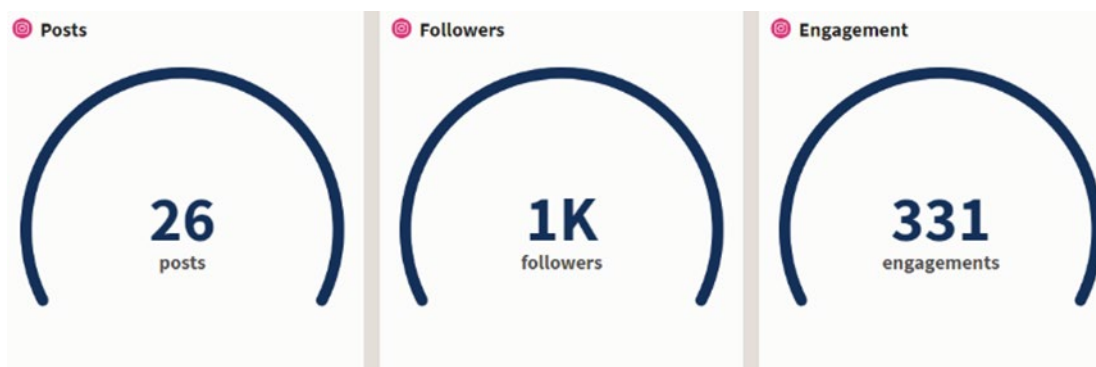 Posts
26
posts
Followers
1K
followers
Engagement
331
engagements